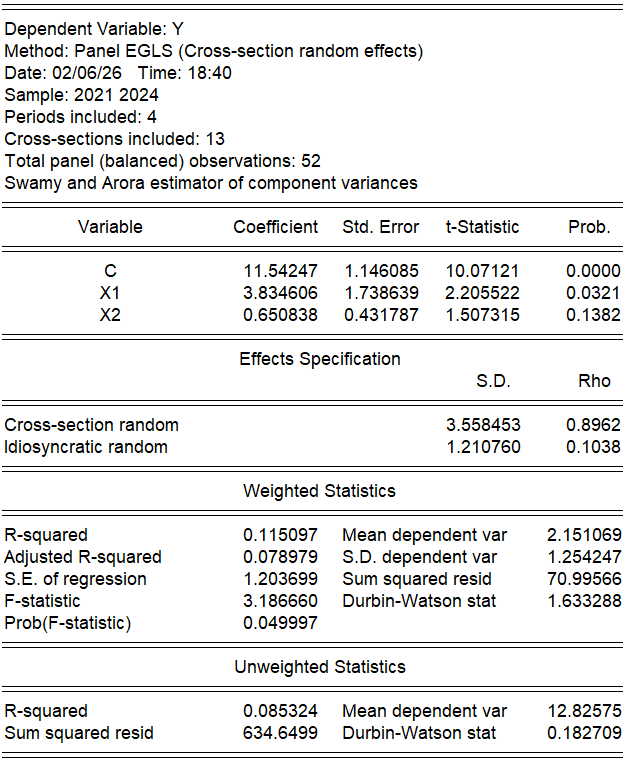 Dependent Variable: Y
Method: Panel EGLS (Cross-section random effects)
Date: 02/06/26 Time: 18:40
Sample: 2021 2024
Periods included: 4
Cross-sections included: 13
Total panel (balanced) observations: 52
Swamy and Arora estimator of component variances
Variable Coefficient Std. Error t-Statistic Prob.
C 11.54247 1.146085 10.07121 0.0000
X1 3.834606 1.738639 2.205522 0.0321
X2 0.650838 0.431787 1.507315 0.1382
Effects Specification
S.D. Rho
Cross-section random 3.558453 0.8962
Idiosyncratic random 1.210760 0.1038
Weighted Statistics
R-squared 0.115097 Mean dependent var 2.151069
Adjusted R-squared 0.078979 S.D. dependent var 1.254247
S.E. of regression 1.203699 Sum squared resid 70.99566
F-statistic 3.186660 Durbin-Watson stat 1.633288
Prob(F-statistic) 0.049997
Unweighted Statistics
R-squared 0.085324 Mean dependent var 12.82575
Sum squared resid 634.6499 Durbin-Watson stat 0.182709